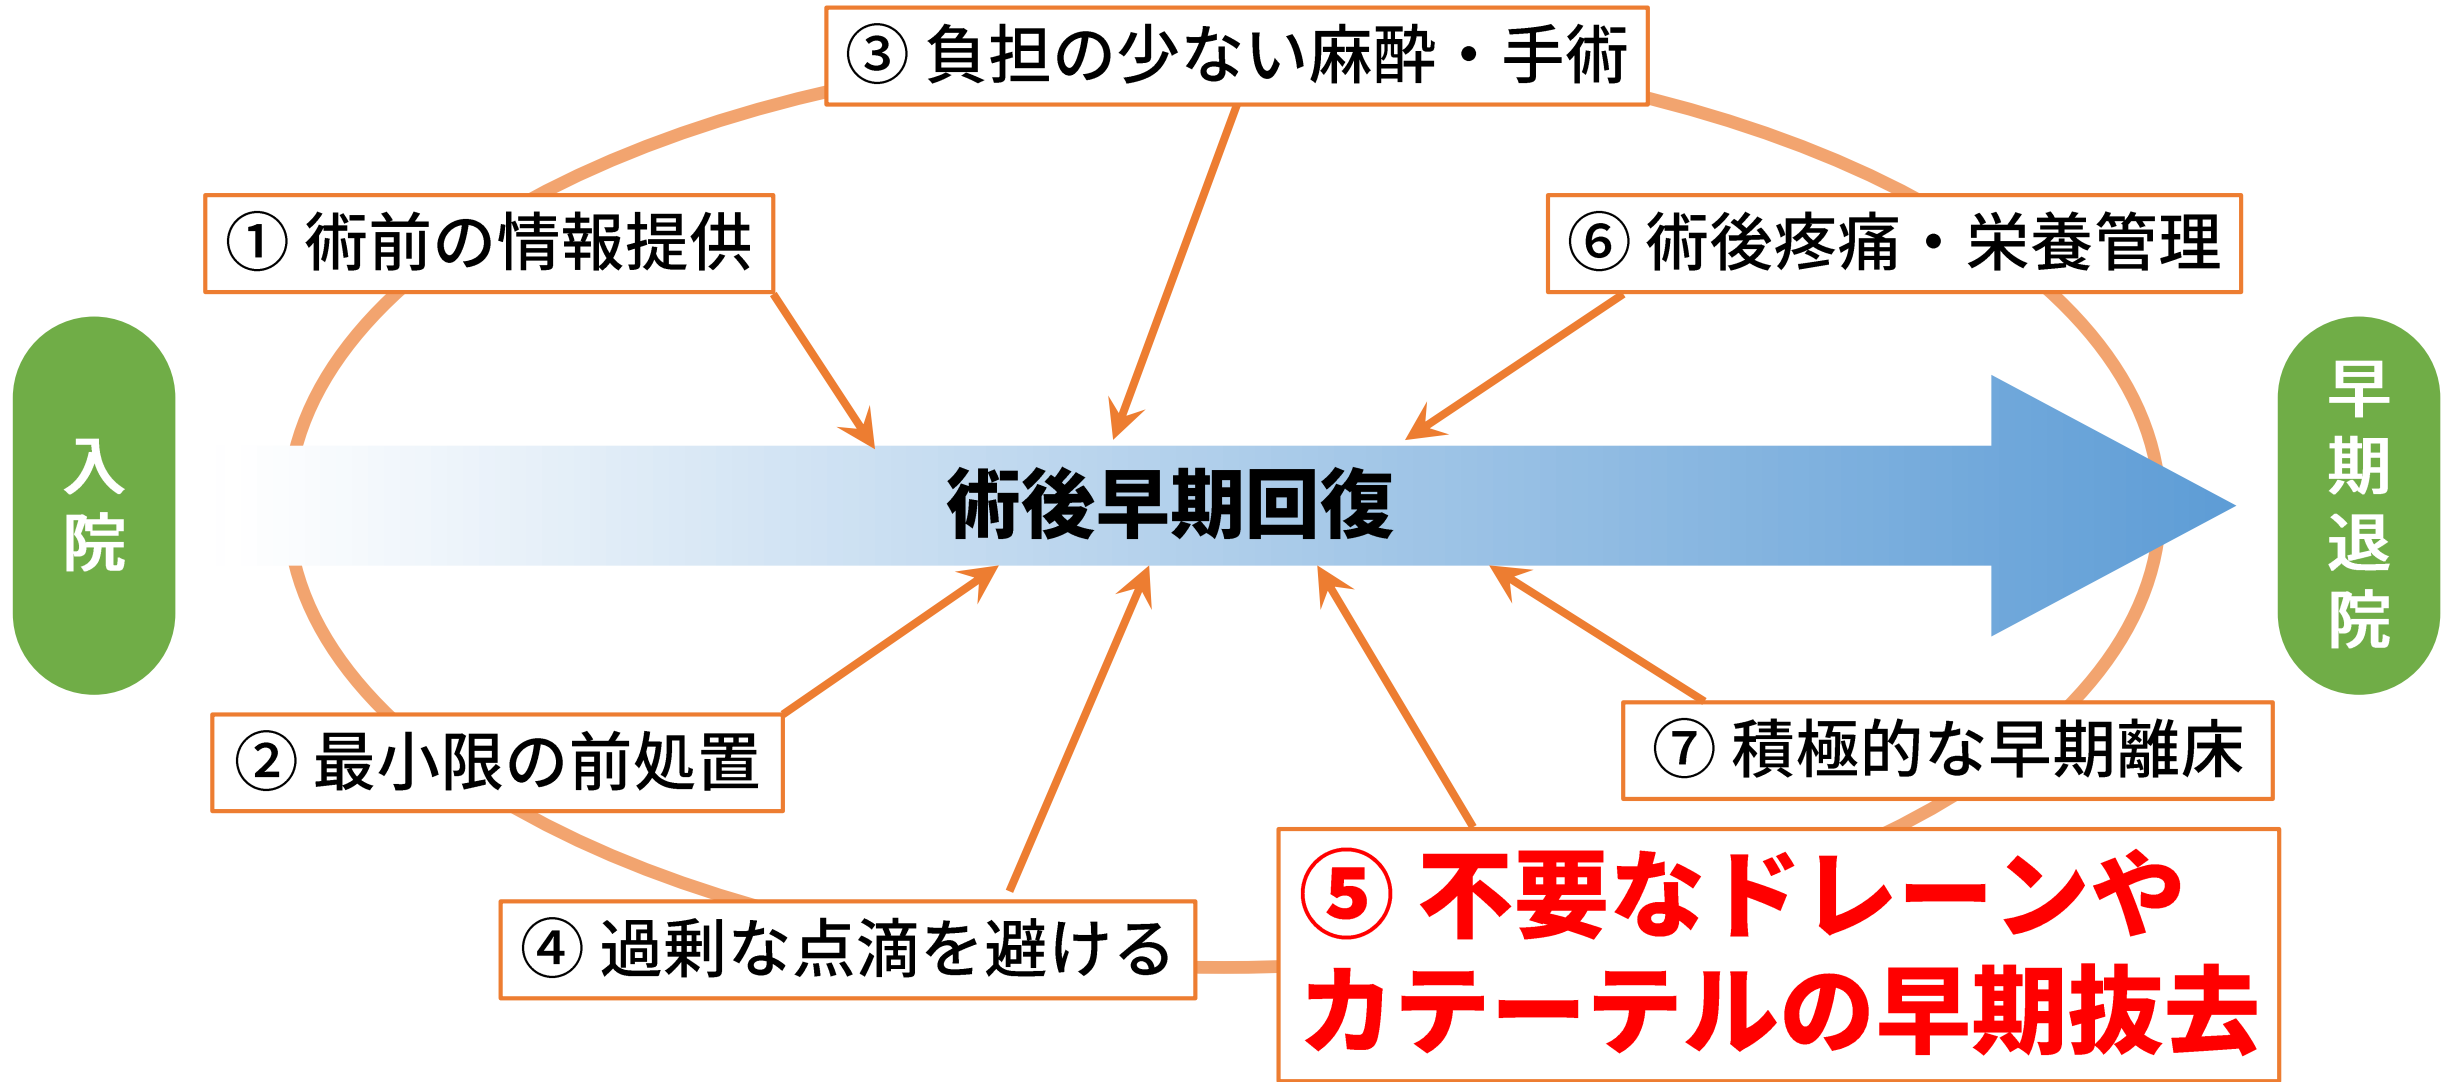 ③ 負担の少ない麻酔・手術
① 術前の情報提供
⑥ 術後疼痛・栄養管理
入院
術後早期回復
早期退院
② 最小限の前処置
⑦ 積極的な早期離床
④ 過剰な点滴を避ける
⑤ 不要なドレーンや
カテーテルの早期抜去